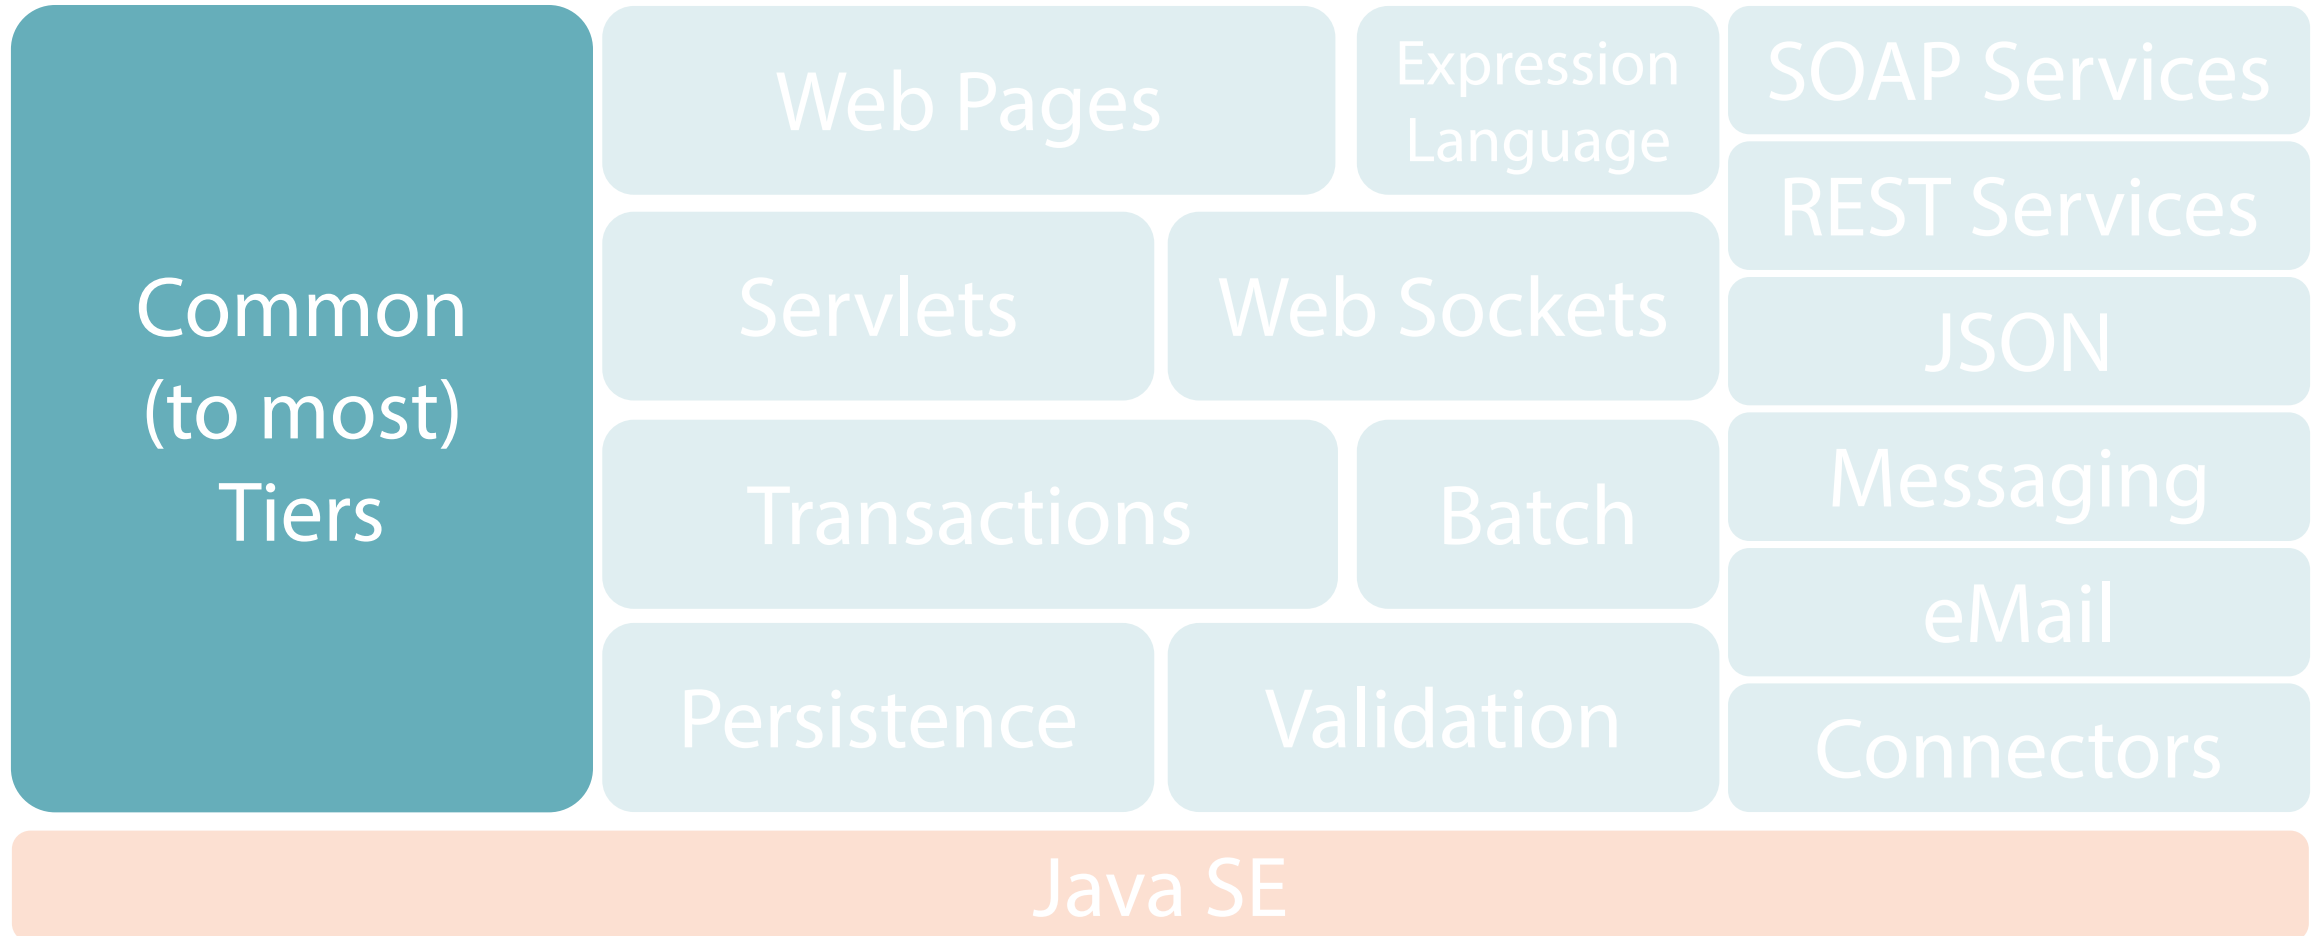 Common
(to most)
Tiers
Web Pages
Expression
Language
Servlets
Web Sockets
Transactions
Batch
Persistence
Validation
SOAP Services
REST Services
JSON
Messaging
eMail
Connectors
Java SE